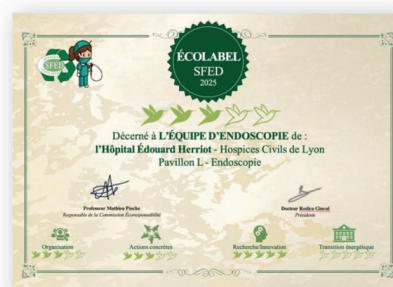 SFED
ÉCOLABEL
SFED
2025
Décerné à L'ÉQUIPE D'ENDOSCOPIE de :
l'Hôpital Édouard Herriot - Hospices Civils de Lyon
Pavillon L - Endoscopie
Professeur Mathieu Pioche
Responsable de la Commission Écoresponsabilité
Docteur Rodica Gincul
Présidente
Organisation
Actions concrètes
Recherche/Innovation
Transition énergétique